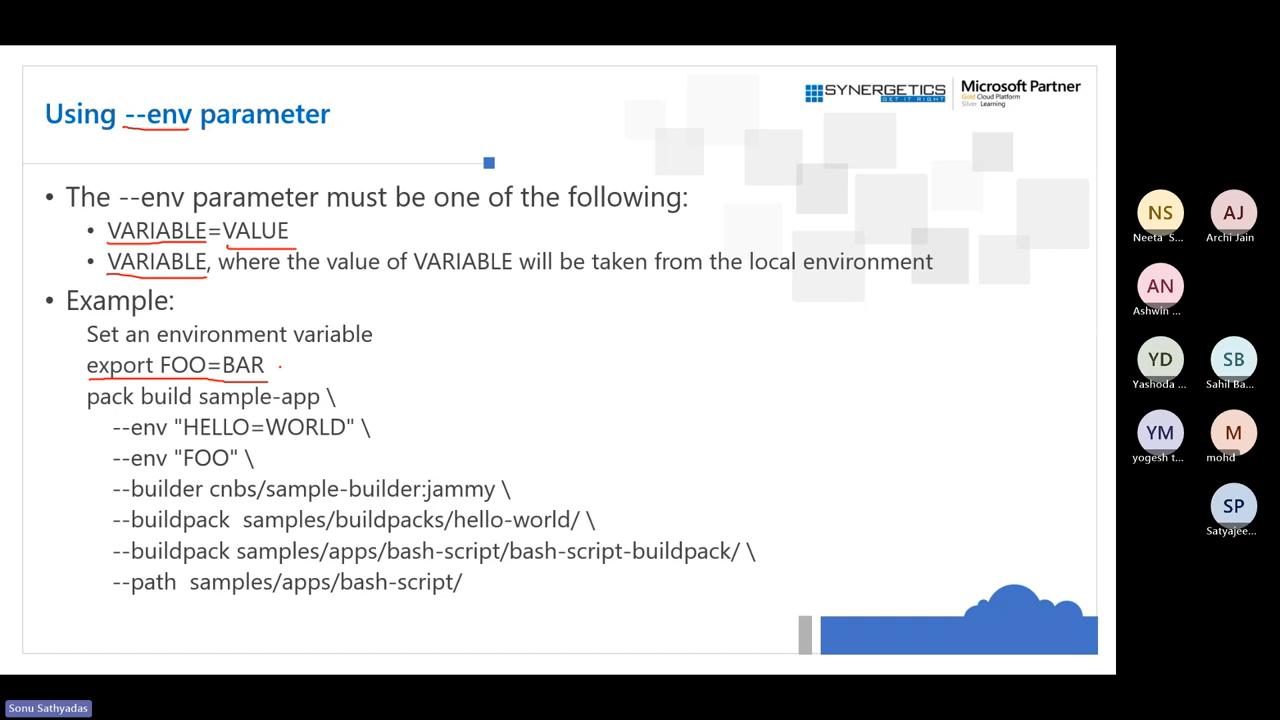 Using --env parameter
SYNERGETICS
GET IT RIGHT
Microsoft Partner
Gold Cloud Platform
Silver Learning
• The --env parameter must be one of the following:
• VARIABLE=VALUE
• VARIABLE, where the value of VARIABLE will be taken from the local environment
• Example:
Set an environment variable
export FOO=BAR
pack build sample-app \
--env "HELLO=WORLD" \
--env "FOO" \
--builder cnbs/sample-builder:jammy \
--buildpack samples/buildpacks/hello-world/ \
--buildpack samples/apps/bash-script/bash-script-buildpack/ \
--path samples/apps/bash-script/
NS
Neeta S...
AJ
Archi Jain
AN
Ashwin ...
YD
Yashoda ...
SB
Sahil Ba...
YM
yogesh t...
M
mohd
SP
Satyajee...
Sonu Sathyadas